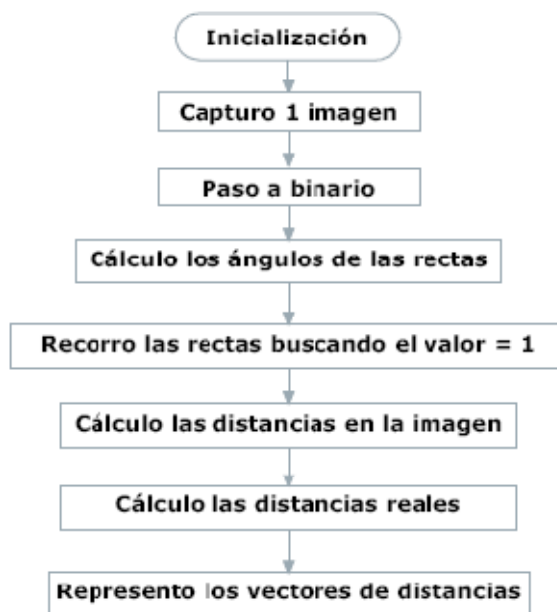 Inicialización
Capturo 1 imagen
Paso a binario
Cálculo los ángulos de las rectas
Recorro las rectas buscando el valor = 1
Cálculo las distancias en la imagen
Cálculo las distancias reales
Represento los vectores de distancias